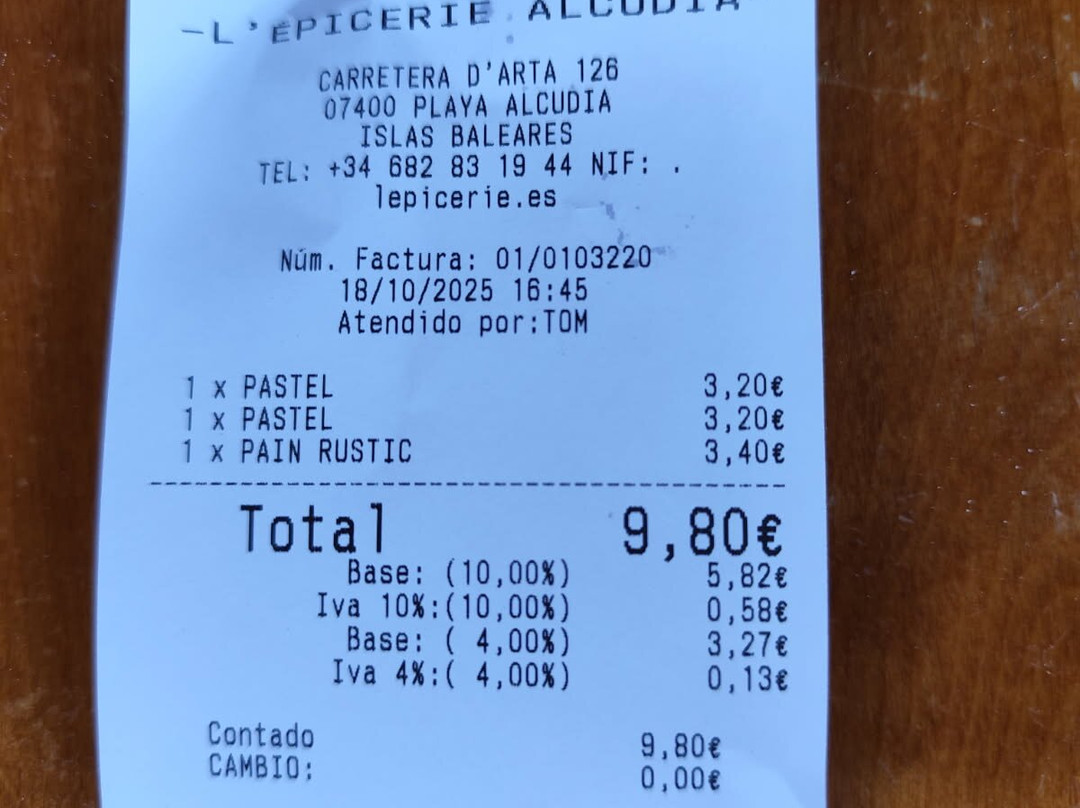 -L'ÉPICERIE ALCUDIA
CARRETERA D'ARTA 126
07400 PLAYA ALCUDIA
ISLAS BALEARES
TEL: +34 682 83 19 44 NIF: .
lepicerie.es
Núm. Factura: 01/0103220
18/10/2025 16:45
Atendido por:TOM
1 x PASTEL 3,20€
1 x PASTEL 3,20€
1 x PAIN RUSTIC 3,40€
Total 9,80€
Base: (10,00%) 5,82€
Iva 10%:(10,00%) 0,58€
Base: ( 4,00%) 3,27€
Iva 4%:( 4,00%) 0,13€
Contado 9,80€
CAMBIO: 0,00€